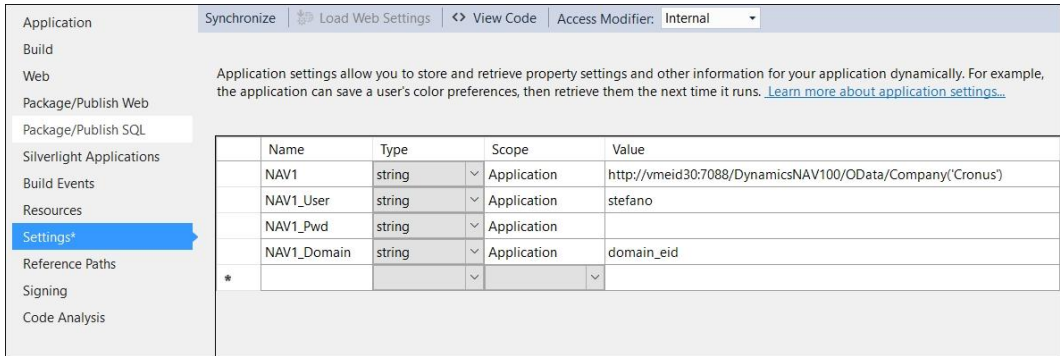 Application
Build
Web
Package/Publish Web
Package/Publish SQL
Silverlight Applications
Build Events
Resources
Settings*
Reference Paths
Signing
Code Analysis
Synchronize Load Web Settings <> View Code Access Modifier: Internal
Application settings allow you to store and retrieve property settings and other information for your application dynamically. For example,
the application can save a user's color preferences, then retrieve them the next time it runs. Learn more about application settings...
Name Type Scope Value
NAV1 string Application http://vmeid30:7088/DynamicsNAV100/OData/Company('Cronus')
NAV1_User string Application stefano
NAV1_Pwd string Application
NAV1_Domain string Application domain_eid
*